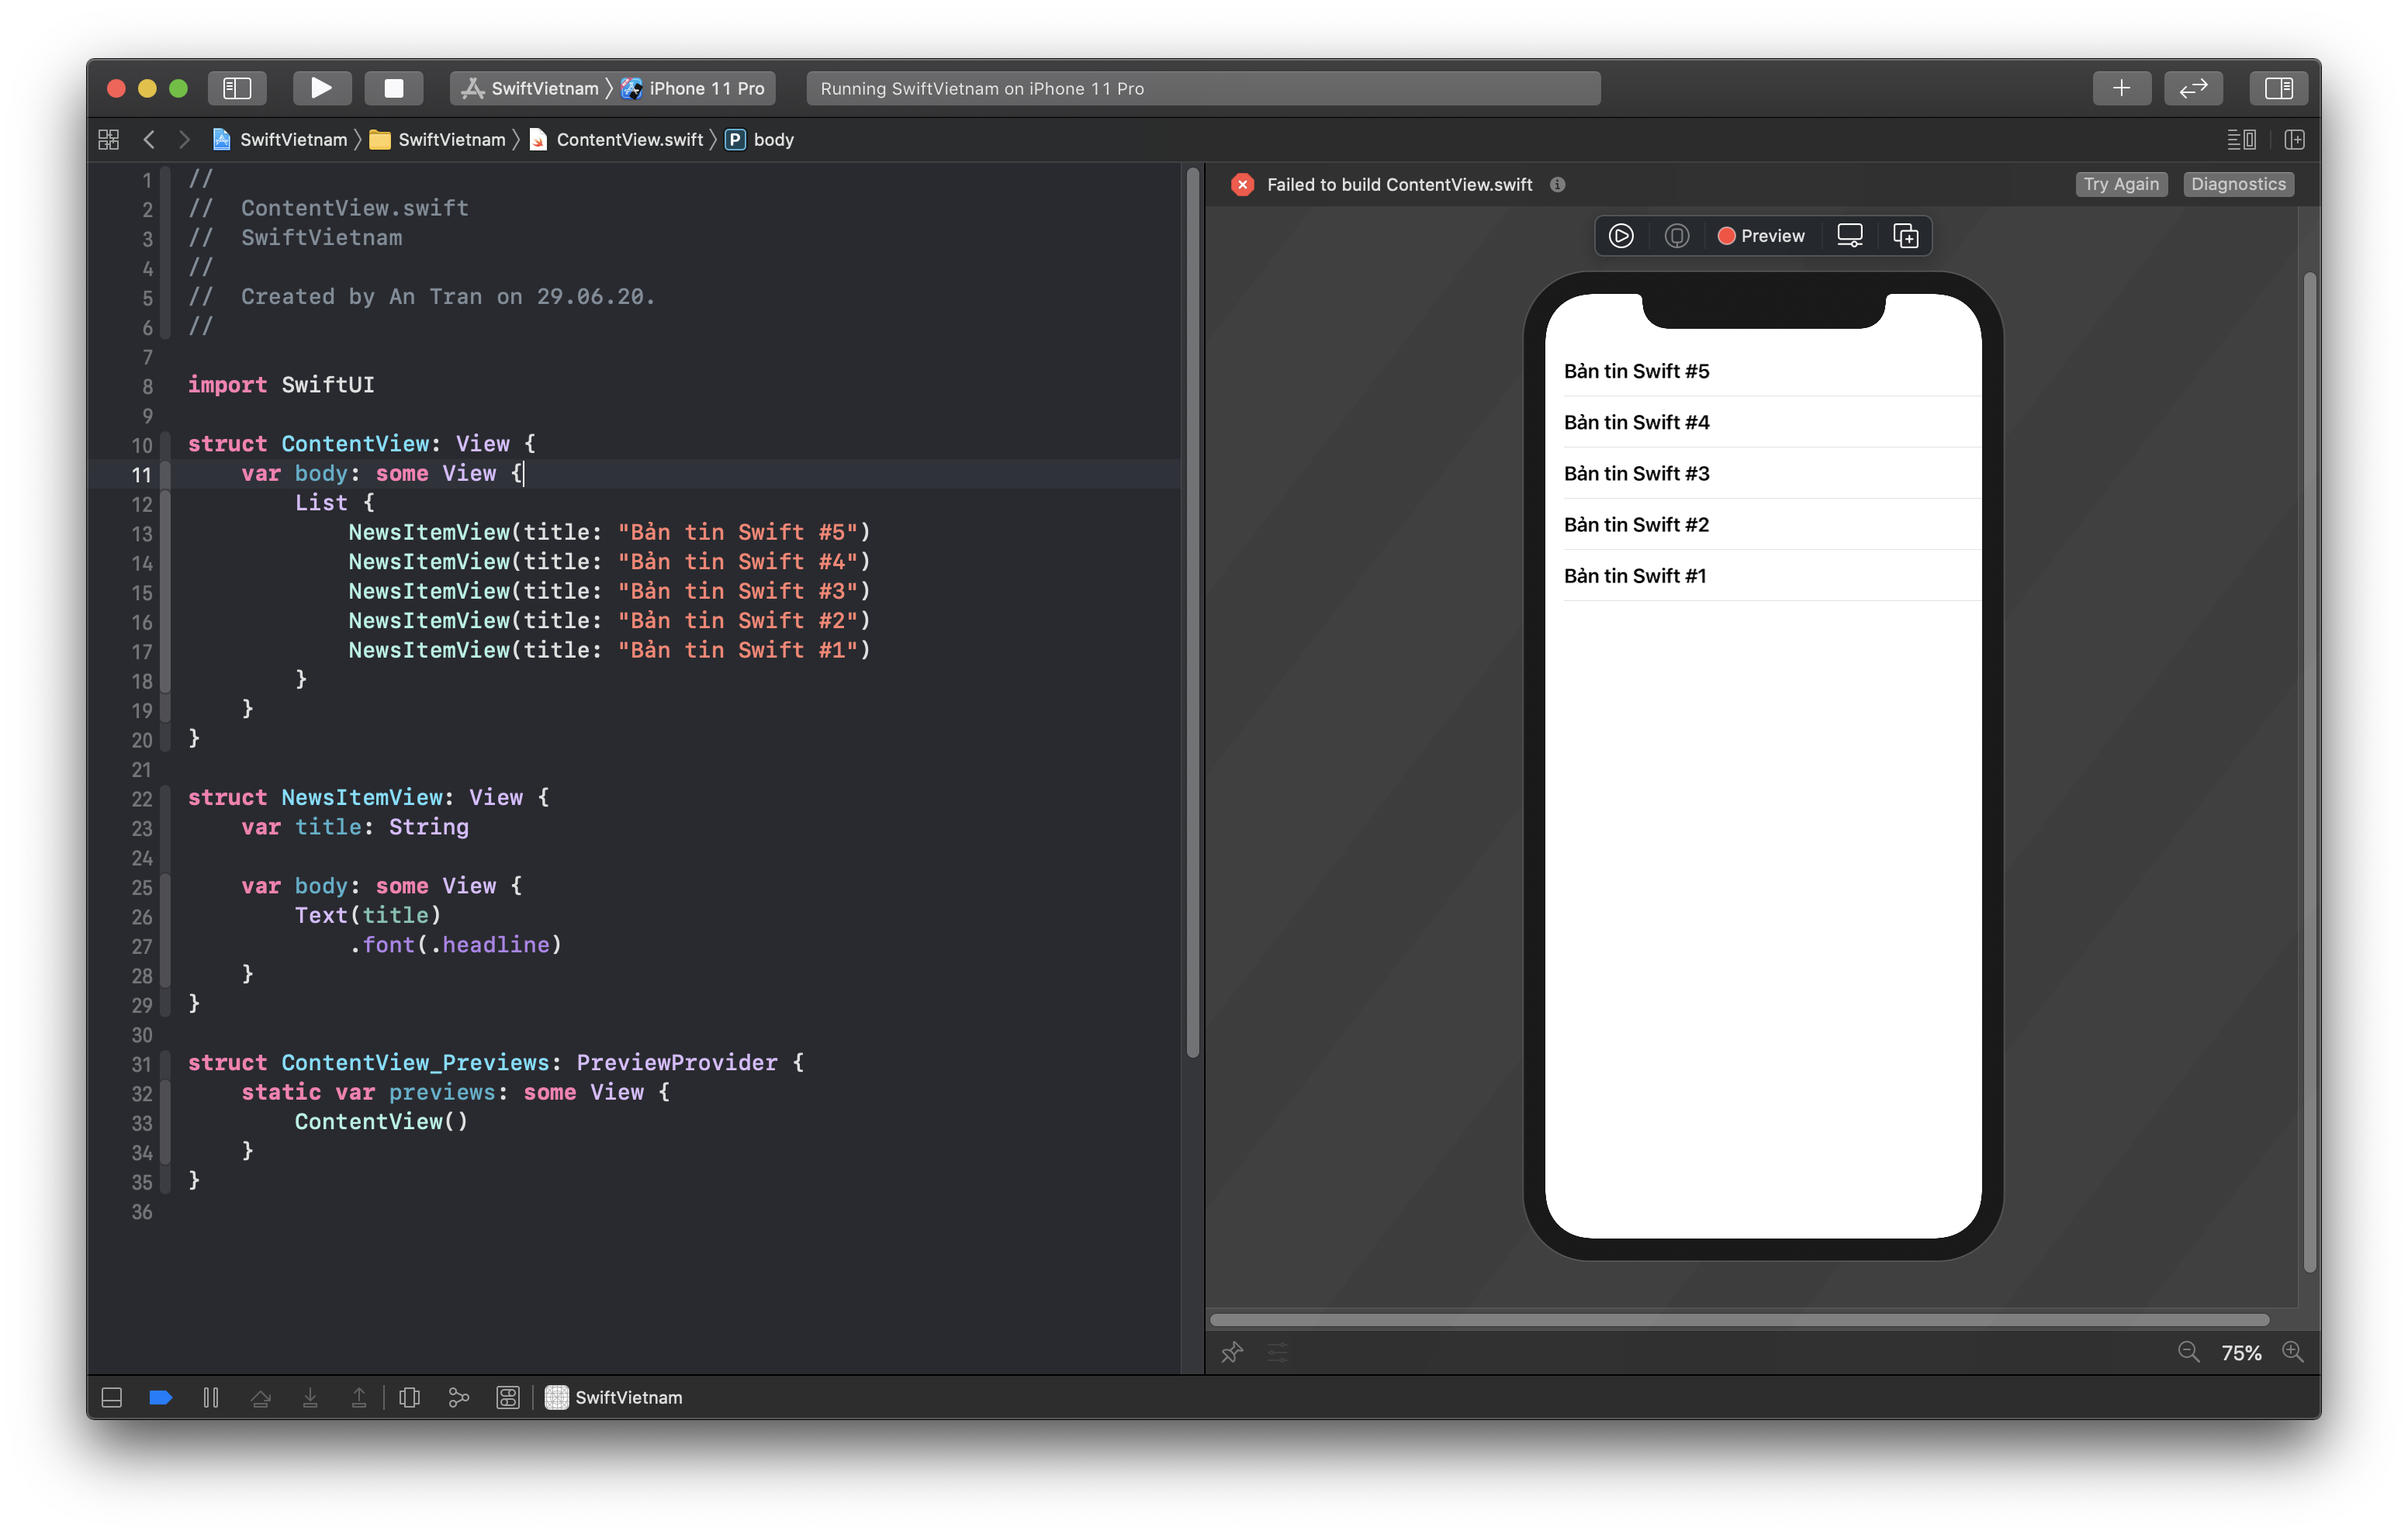 SwiftVietnam 〉 iPhone 11 Pro
Running SwiftVietnam on iPhone 11 Pro
SwiftVietnam 〉 SwiftVietnam 〉 ContentView.swift 〉 P body
1 //
2 //  ContentView.swift
3 //  SwiftVietnam
4 //
5 //  Created by An Tran on 29.06.20.
6 //
7
8 import SwiftUI
9
10 struct ContentView: View {
11     var body: some View {
12         List {
13             NewsItemView(title: "Bản tin Swift #5")
14             NewsItemView(title: "Bản tin Swift #4")
15             NewsItemView(title: "Bản tin Swift #3")
16             NewsItemView(title: "Bản tin Swift #2")
17             NewsItemView(title: "Bản tin Swift #1")
18         }
19     }
20 }
21
22 struct NewsItemView: View {
23     var title: String
24
25     var body: some View {
26         Text(title)
27             .font(.headline)
28     }
29 }
30
31 struct ContentView_Previews: PreviewProvider {
32     static var previews: some View {
33         ContentView()
34     }
35 }
36
Failed to build ContentView.swift
Try Again
Diagnostics
Preview
Bản tin Swift #5
Bản tin Swift #4
Bản tin Swift #3
Bản tin Swift #2
Bản tin Swift #1
75%
SwiftVietnam